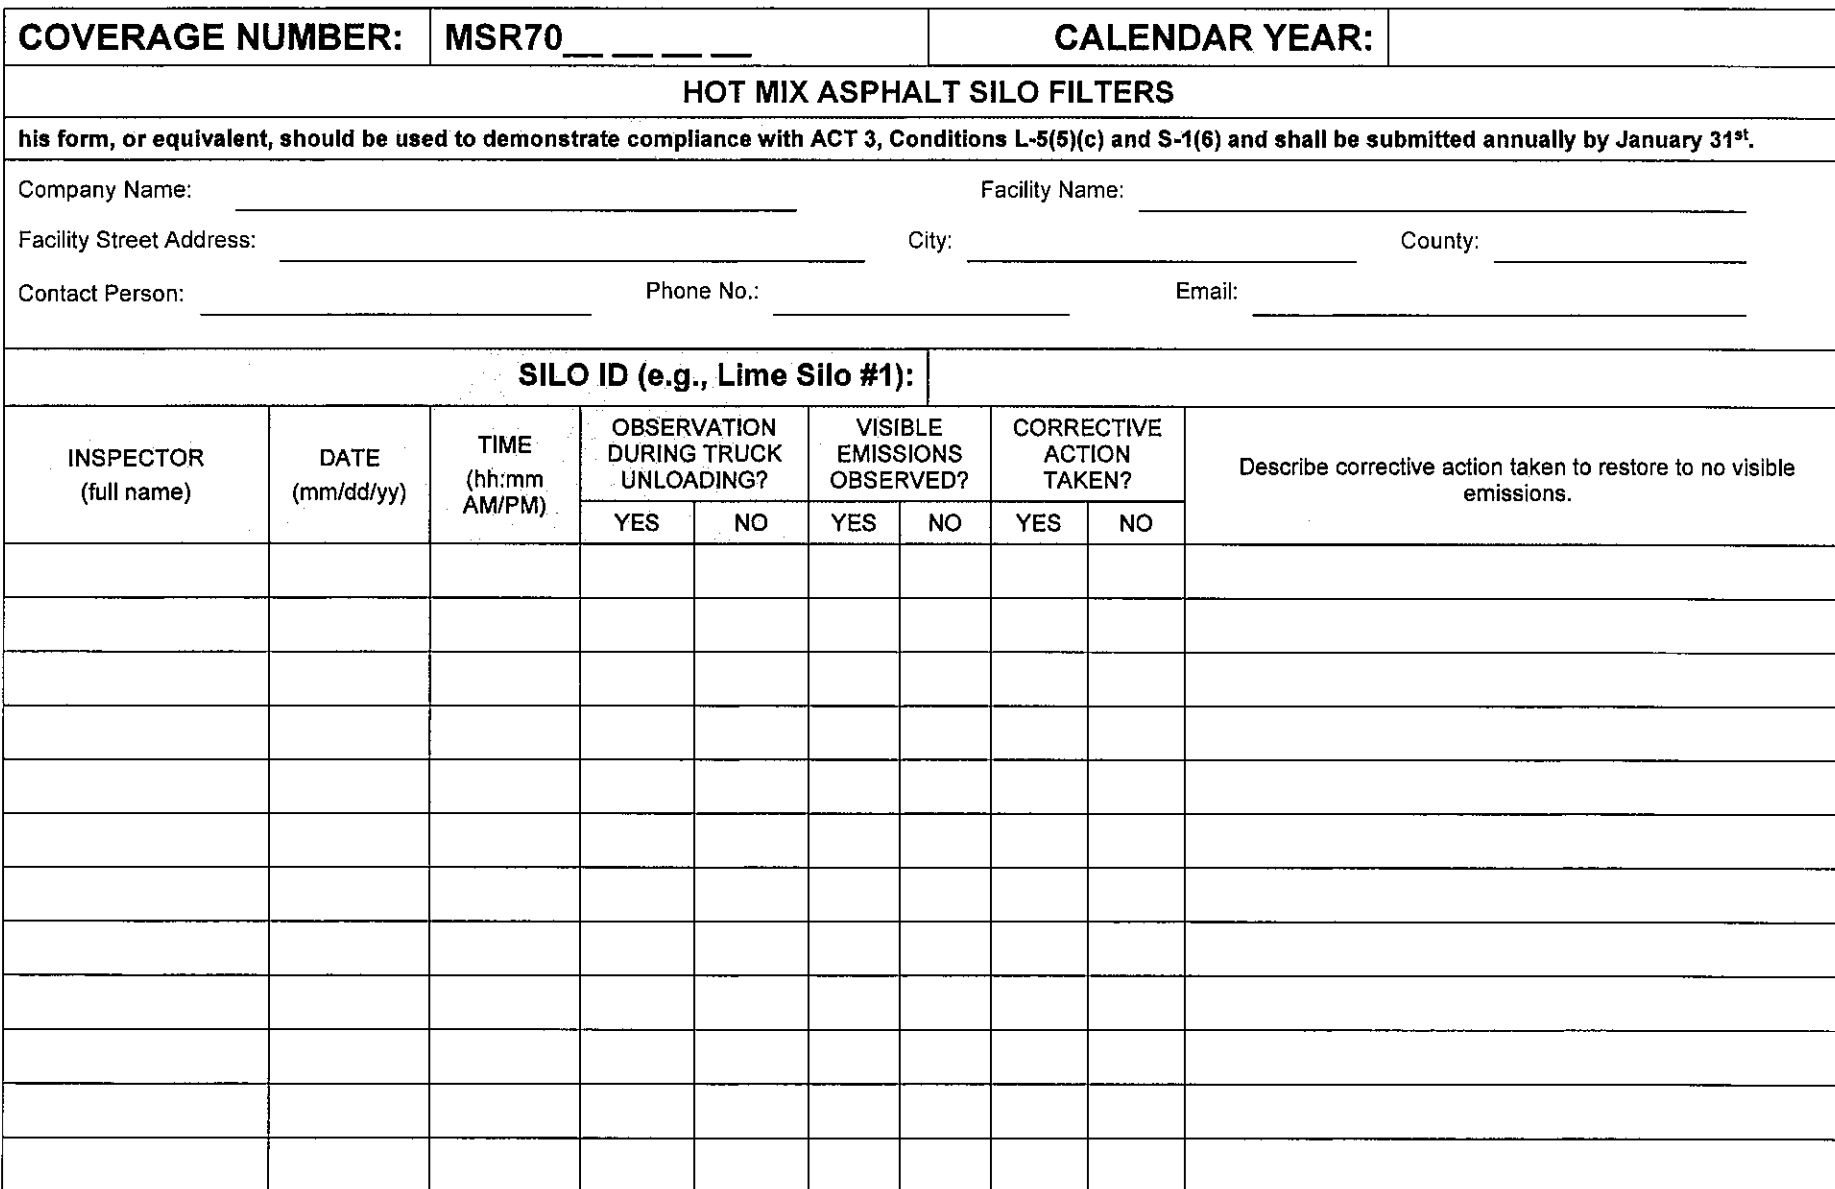 COVERAGE NUMBER: MSR70__ __ __ __ CALENDAR YEAR:
HOT MIX ASPHALT SILO FILTERS
his form, or equivalent, should be used to demonstrate compliance with ACT 3, Conditions L-5(5)(c) and S-1(6) and shall be submitted annually by January 31st.
Company Name: Facility Name:
Facility Street Address: City: County:
Contact Person: Phone No.: Email:
SILO ID (e.g., Lime Silo #1):
INSPECTOR
(full name)
DATE
(mm/dd/yy)
TIME
(hh:mm
AM/PM)
OBSERVATION
DURING TRUCK
UNLOADING?
VISIBLE
EMISSIONS
OBSERVED?
CORRECTIVE
ACTION
TAKEN?
Describe corrective action taken to restore to no visible
emissions.
YES NO YES NO YES NO